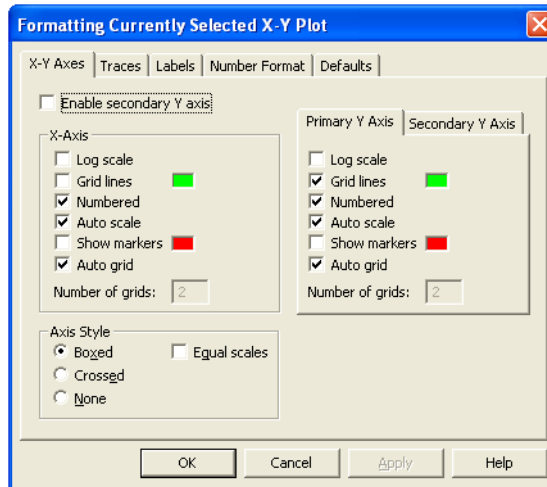 Formatting Currently Selected X-Y Plot
X-Y Axes Traces Labels Number Format Defaults
Enable secondary Y axis
X-Axis
Log scale
Grid lines
Numbered
Auto scale
Show markers
Auto grid
Number of grids: 2
Primary Y Axis Secondary Y Axis
Log scale
Grid lines
Numbered
Auto scale
Show markers
Auto grid
Number of grids: 2
Axis Style
Boxed Equal scales
Crossed
None
OK Cancel Apply Help